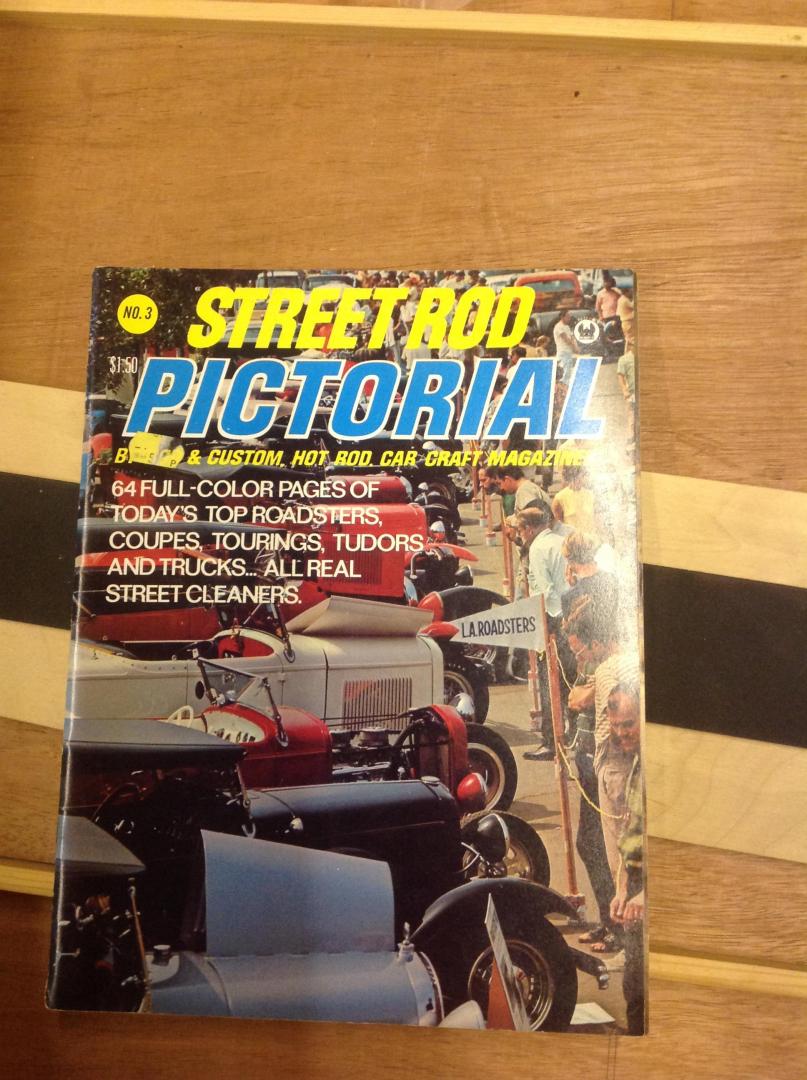 NO. 3
STREET ROD
$1.50
PICTORIAL
& CUSTOM, HOT ROD, CAR CRAFT MAGAZINES
64 FULL-COLOR PAGES OF
TODAY'S TOP ROADSTERS,
COUPES, TOURINGS, TUDORS
AND TRUCKS... ALL REAL
STREET CLEANERS.
L.A. ROADSTERS